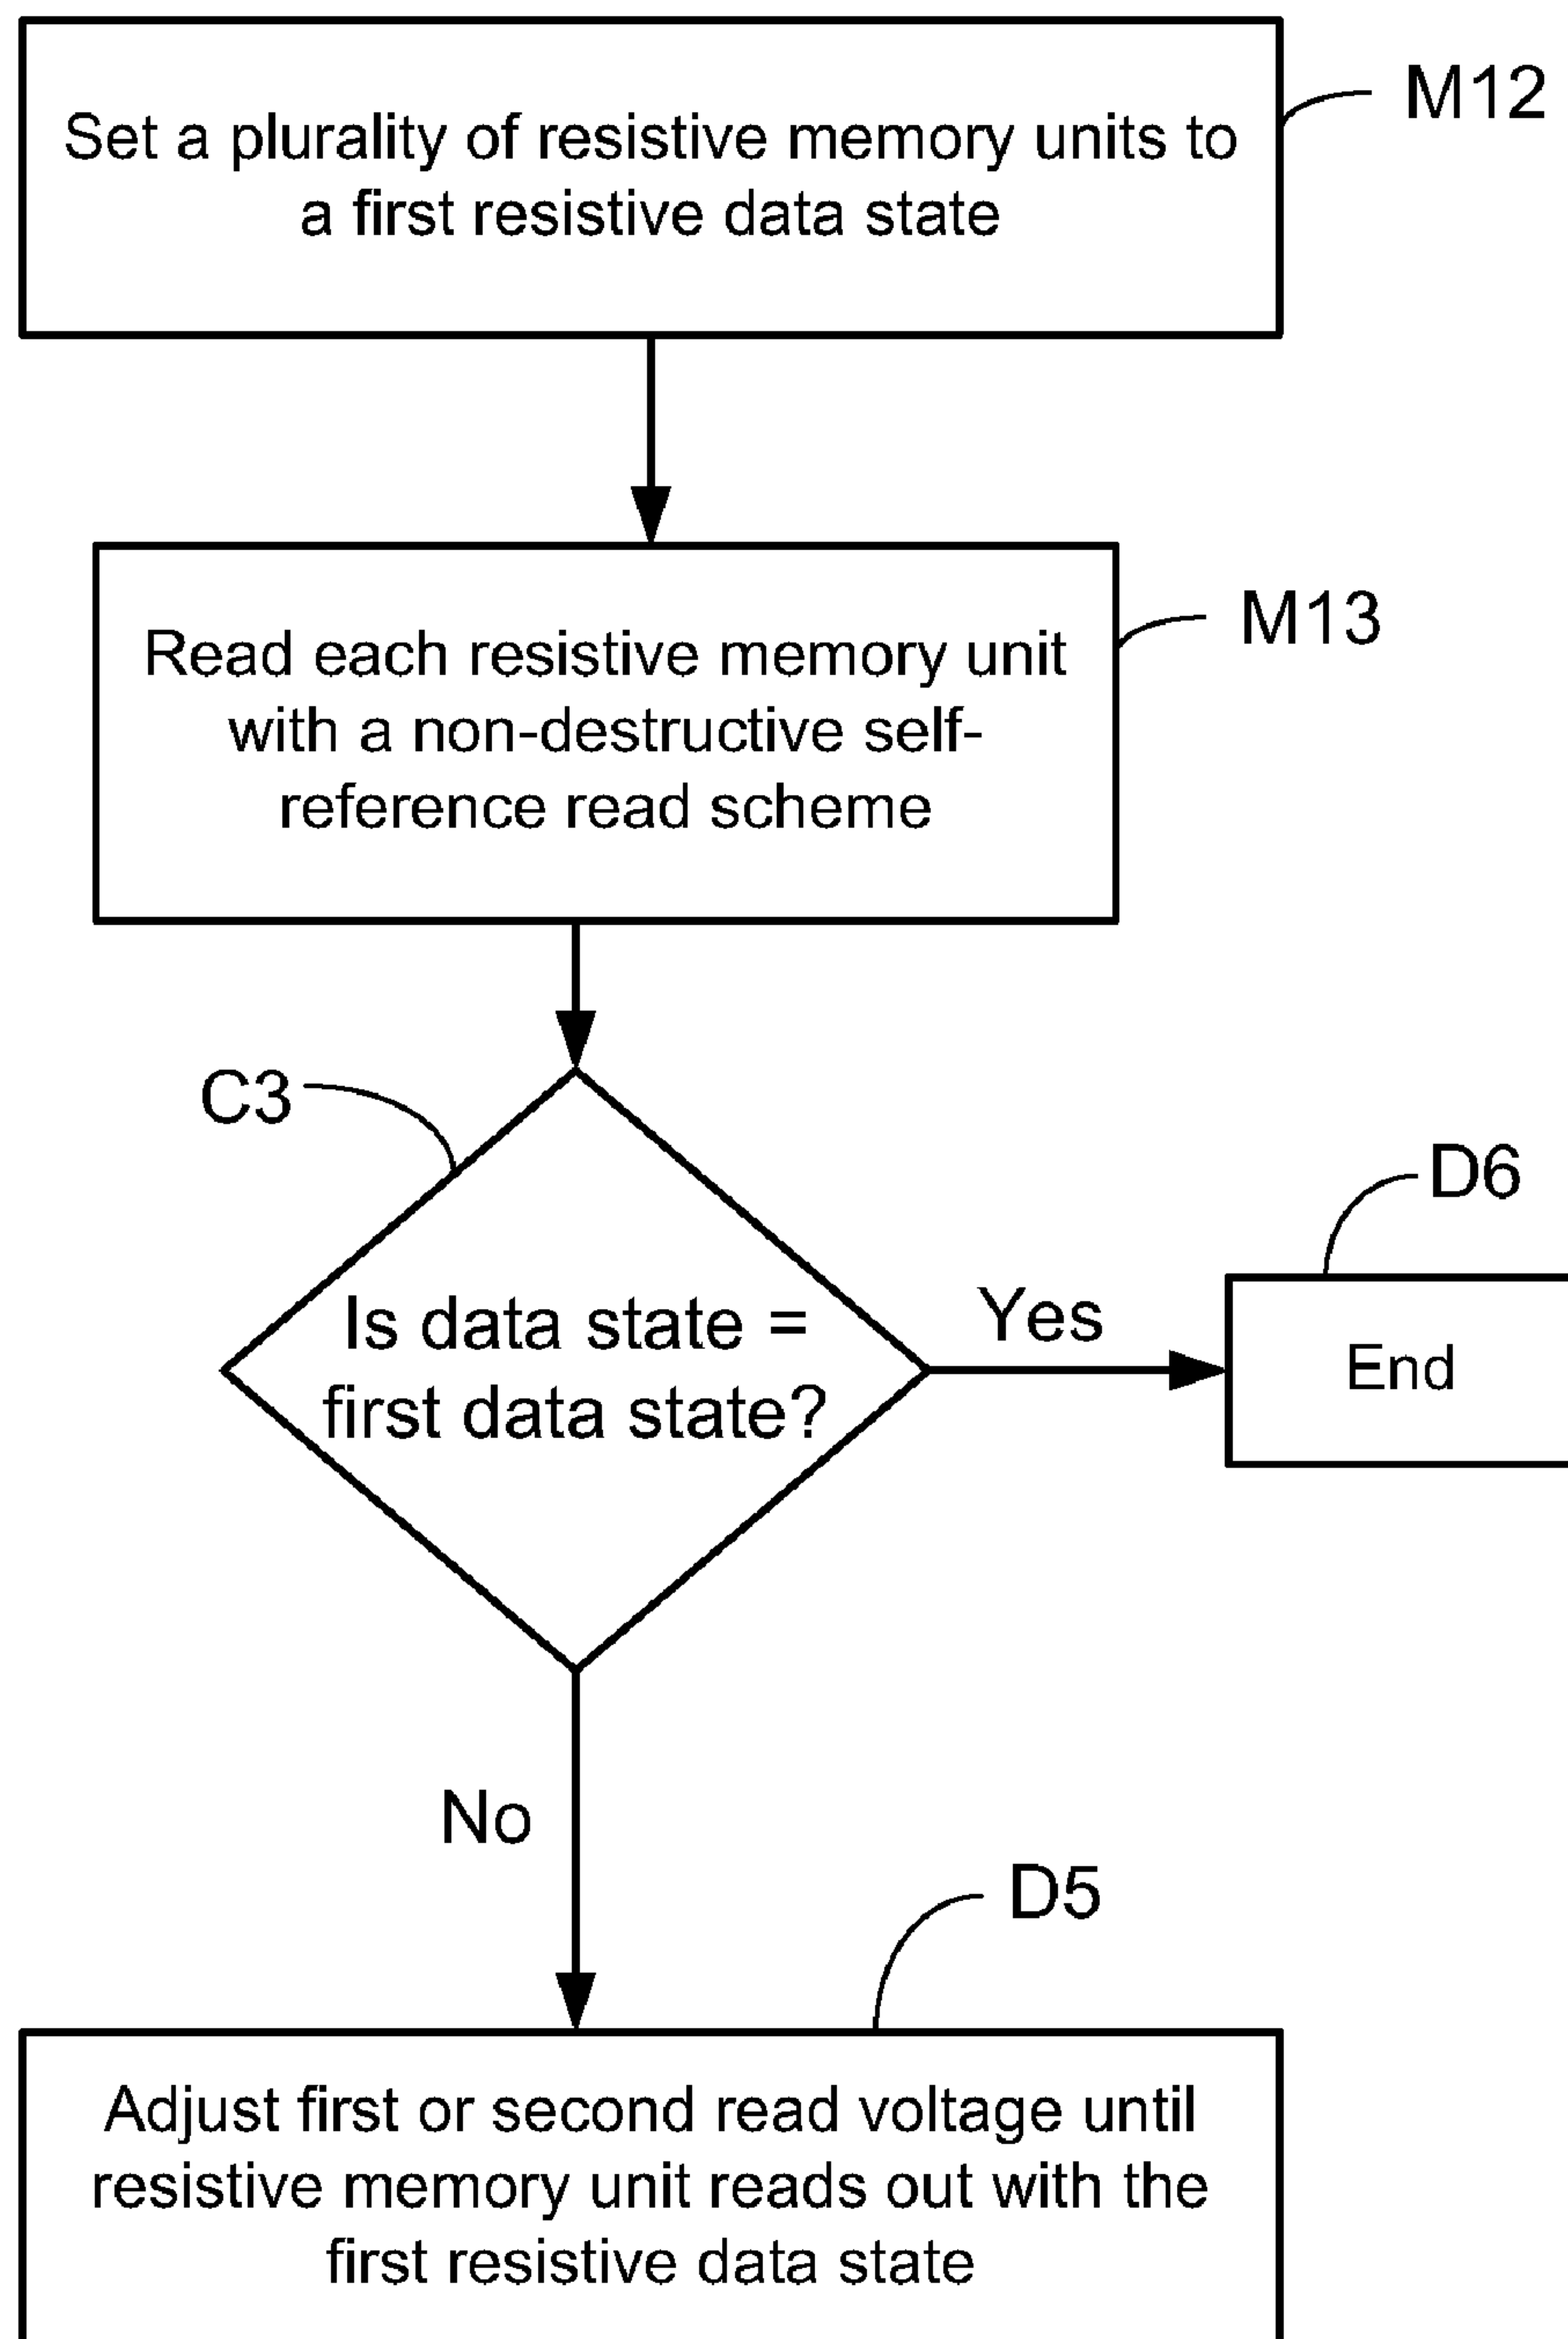 Set a plurality of resistive memory units to
a first resistive data state
M12
Read each resistive memory unit
with a non-destructive self-
reference read scheme
M13
C3
Is data state =
first data state?
Yes
D6
End
No
D5
Adjust first or second read voltage until
resistive memory unit reads out with the
first resistive data state